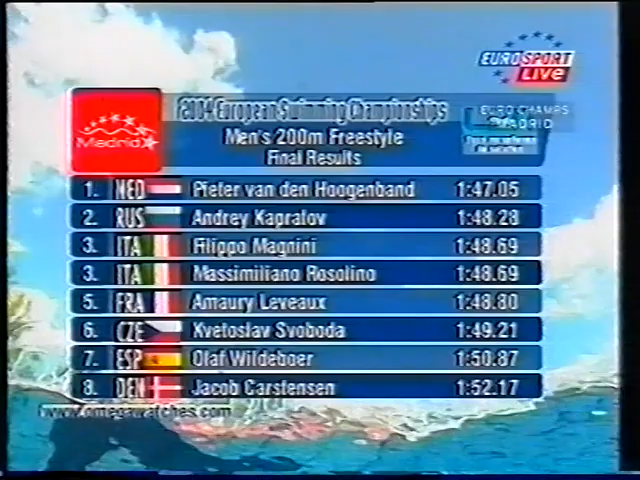 EUROSPORT
LIVE
EURO CHAMPS
MADRID
Madrid
2004 European Swimming Championships
Men's 200m Freestyle
Final Results
1. NED Pieter van den Hoogenband 1:47.05
2. RUS Andrey Kapralov 1:48.28
3. ITA Filippo Magnini 1:48.69
3. ITA Massimiliano Rosolino 1:48.69
5. FRA Amaury Leveaux 1:48.80
6. CZE Kvetoslav Svoboda 1:49.21
7. ESP Olaf Wildeboer 1:50.87
8. DEN Jacob Carstensen 1:52.17
www.omegawatches.com